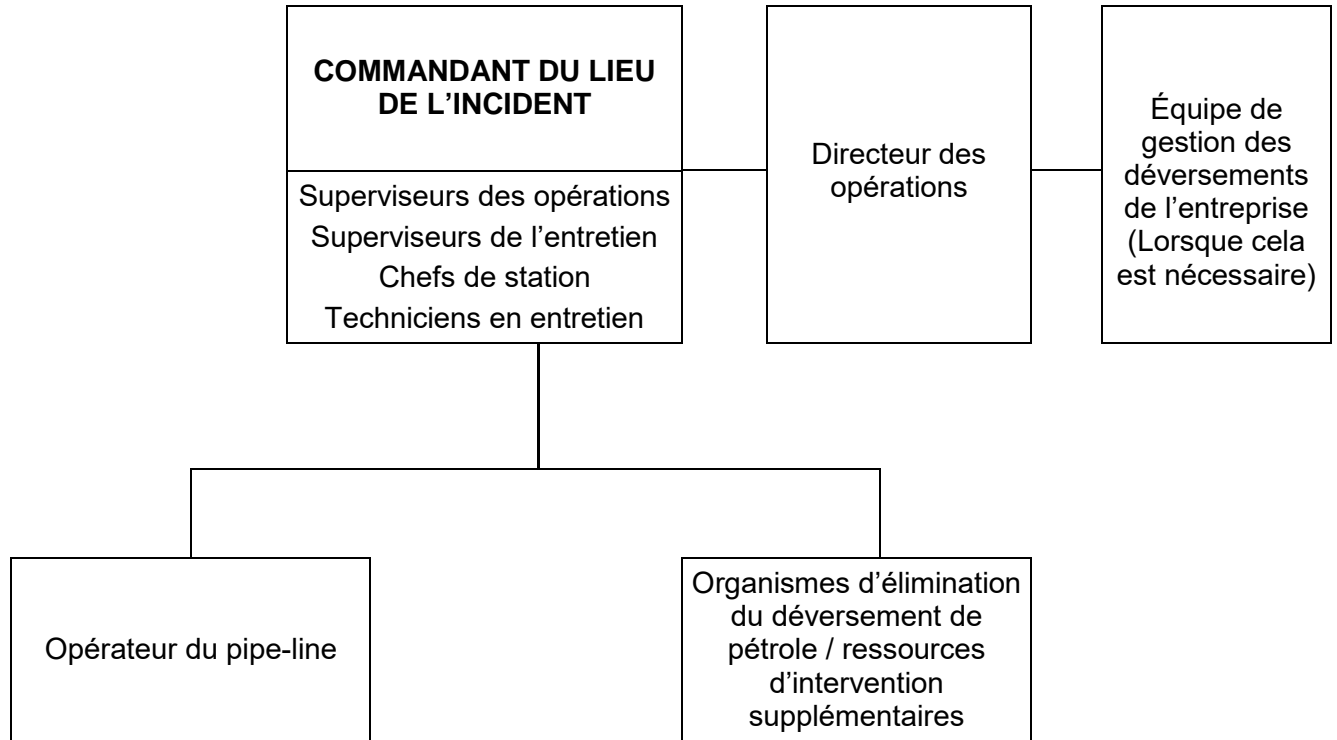 COMMANDANT DU LIEU
DE L’INCIDENT
Superviseurs des opérations
Superviseurs de l’entretien
Chefs de station
Techniciens en entretien
Directeur des
opérations
Équipe de
gestion des
déversements
de l’entreprise
(Lorsque cela
est nécessaire)
Opérateur du pipe-line
Organismes d’élimination
du déversement de
pétrole / ressources
d’intervention
supplémentaires